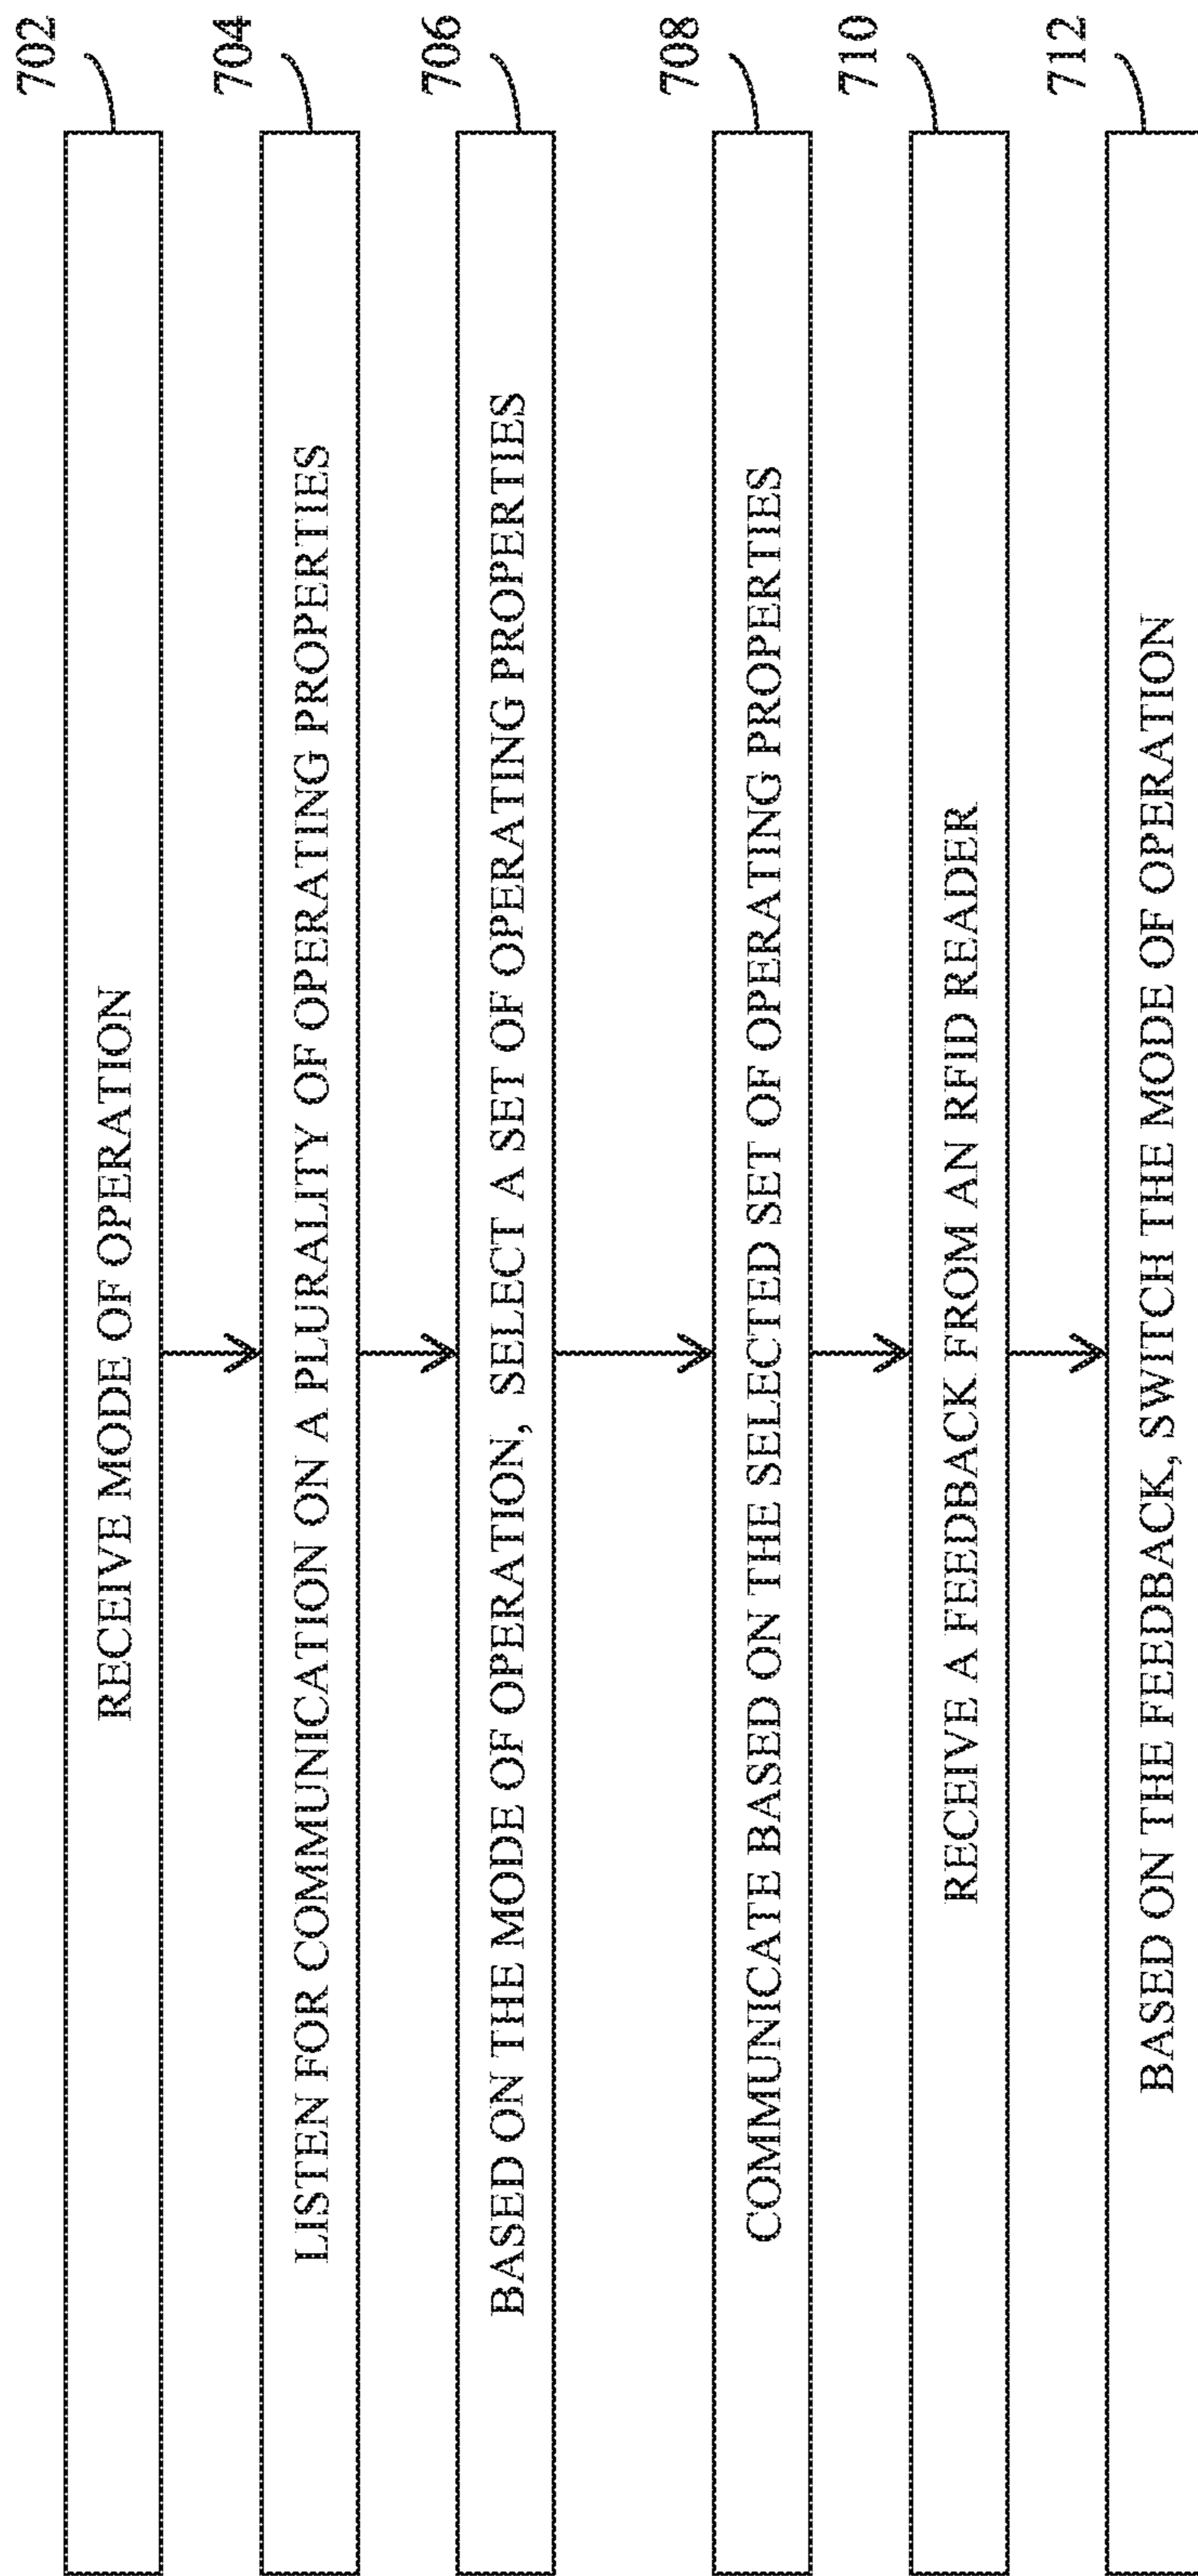 702
RECEIVE MODE OF OPERATION
704
LISTEN FOR COMMUNICATION ON A PLURALITY OF OPERATING PROPERTIES
706
BASED ON THE MODE OF OPERATION, SELECT A SET OF OPERATING PROPERTIES
708
COMMUNICATE BASED ON THE SELECTED SET OF OPERATING PROPERTIES
710
RECEIVE A FEEDBACK FROM AN RFID READER
712
BASED ON THE FEEDBACK, SWITCH THE MODE OF OPERATION